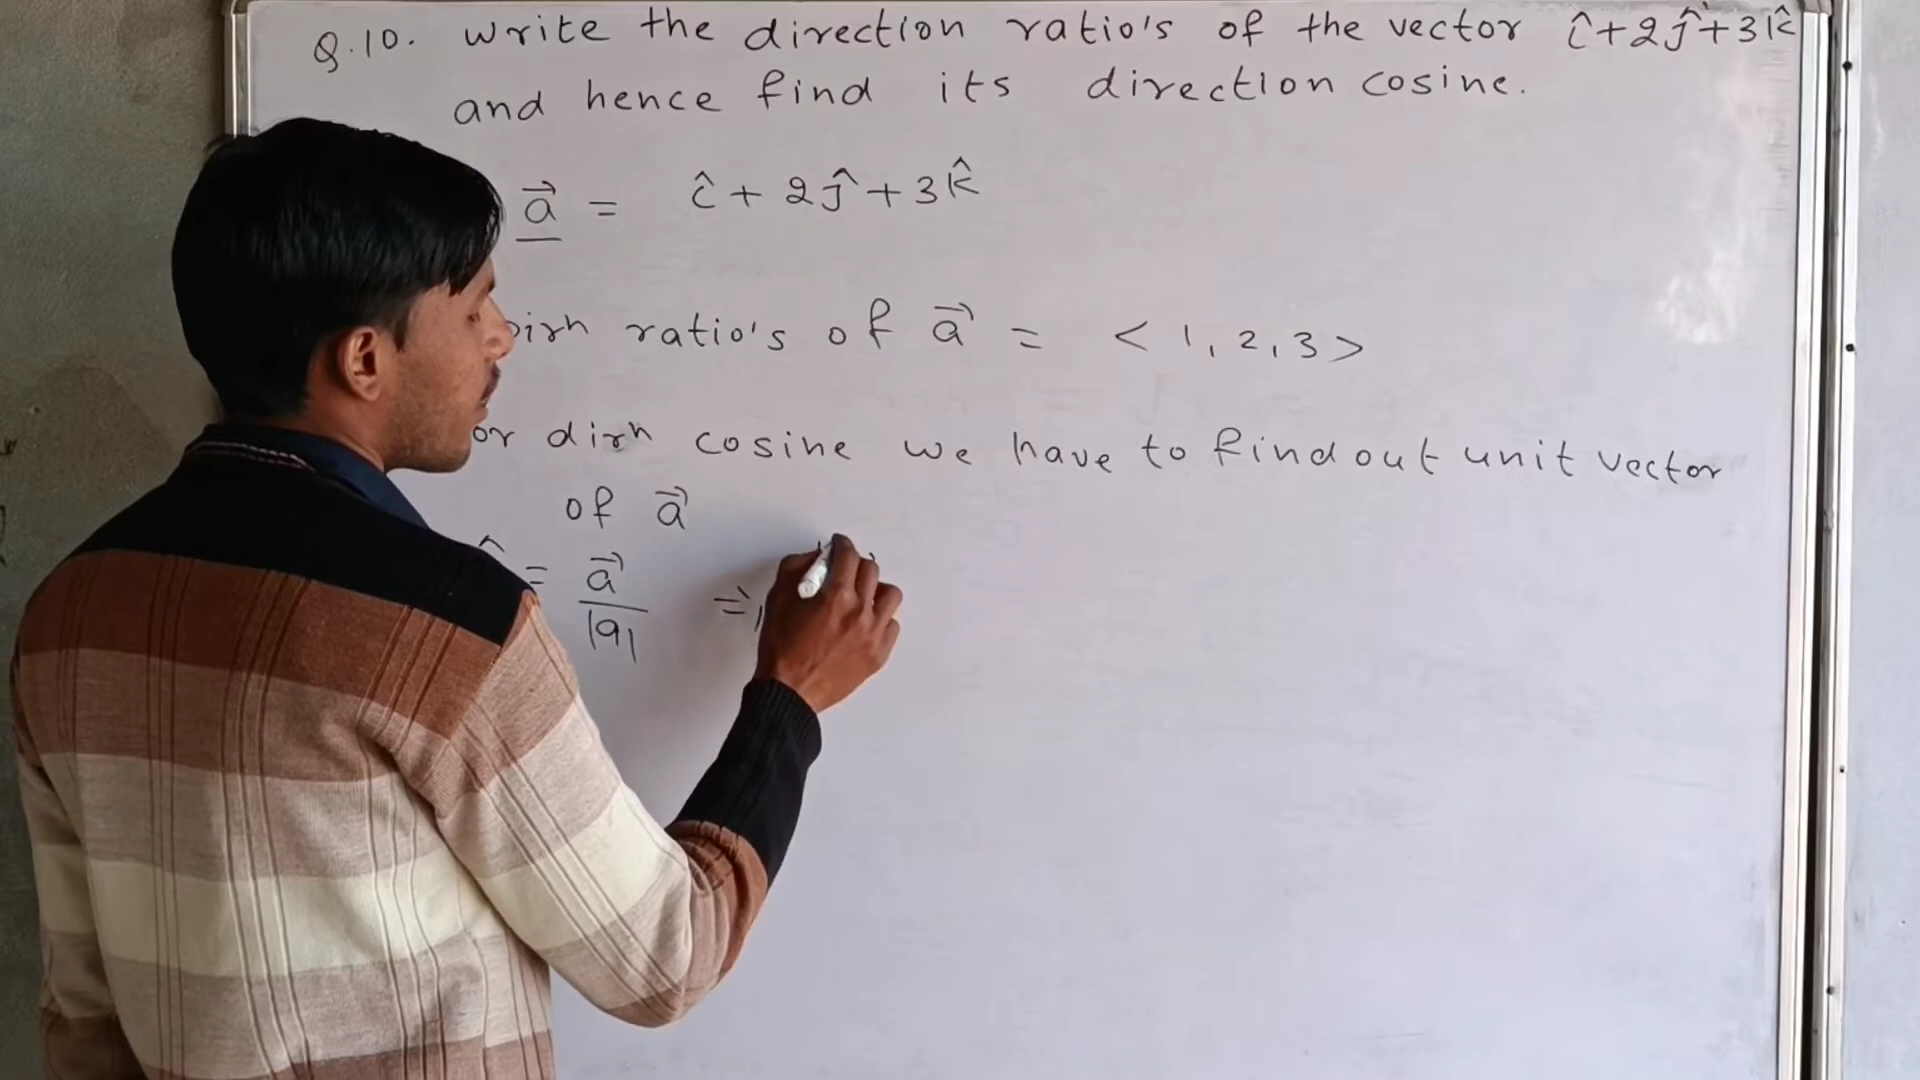 Q.10. write the direction ratio's of the vector î+2ĵ+3k̂
and hence find its direction cosine.
a⃗ = î + 2ĵ + 3k̂
ratio's of a⃗ = < 1, 2, 3 >
or dirn cosine we have to find out unit vector
of a⃗
= a⃗ / |a| =>